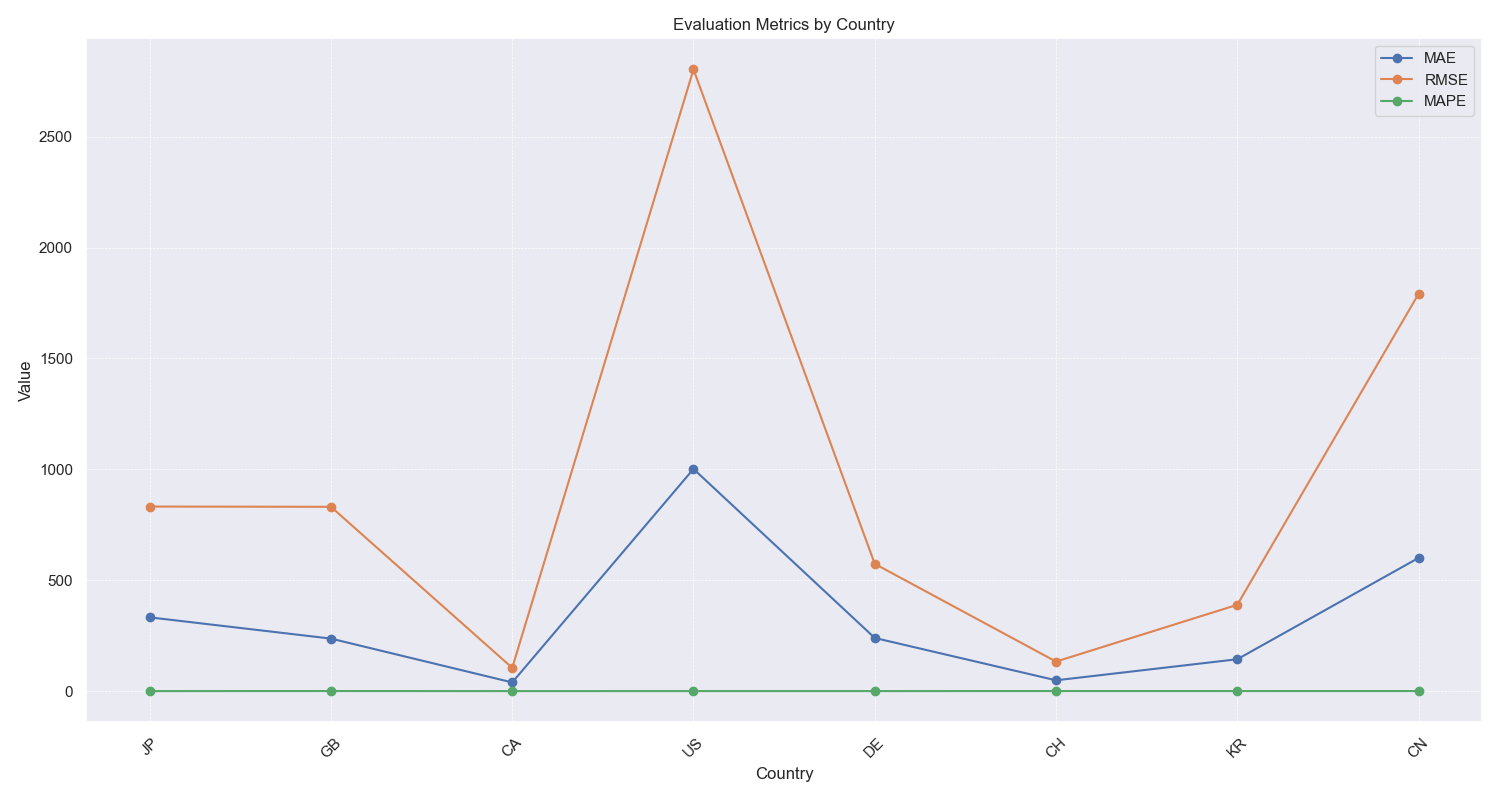 Evaluation Metrics by Country
MAE
RMSE
MAPE
2500
2000
1500
1000
500
0
Value
JP
GB
CA
US
DE
CH
KR
CN
Country